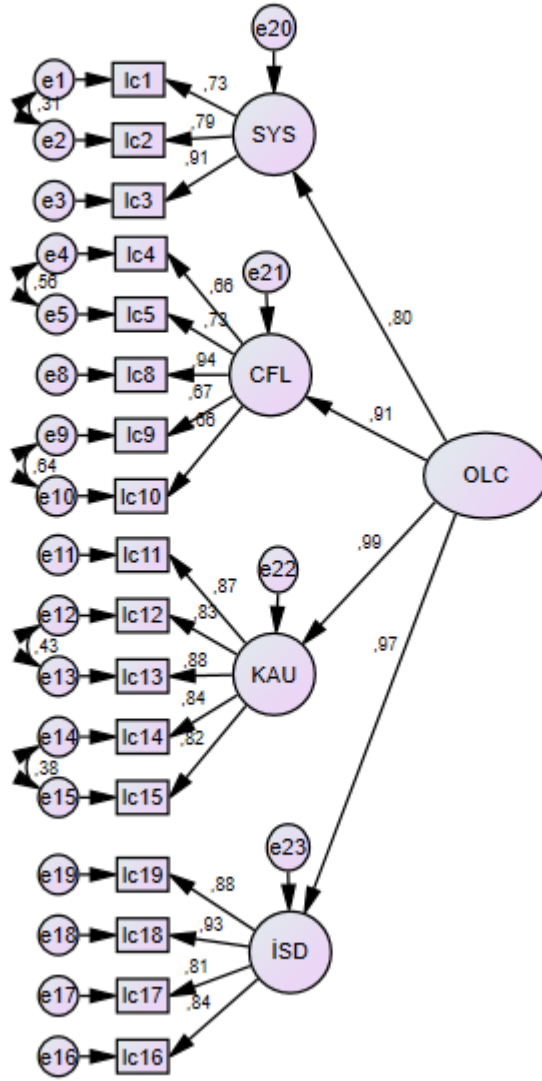 e20
e1 lc1 ,73
,31
e2 lc2 ,79 SYS
,91
e3 lc3
e4 lc4
,56 ,66 e21 ,80
e5 lc5 ,73
e8 lc8 ,94 CFL
,67 ,91
e9 lc9 ,66
,64 OLC
e10 lc10
,99
e11 lc11 e22
,87
e12 lc12 ,83
,43 ,97
e13 lc13 ,88 KAU
,84
e14 lc14 ,82
,38
e15 lc15
e23
e19 lc19 ,88
e18 lc18 ,93 İSD
,81
e17 lc17 ,84
e16 lc16